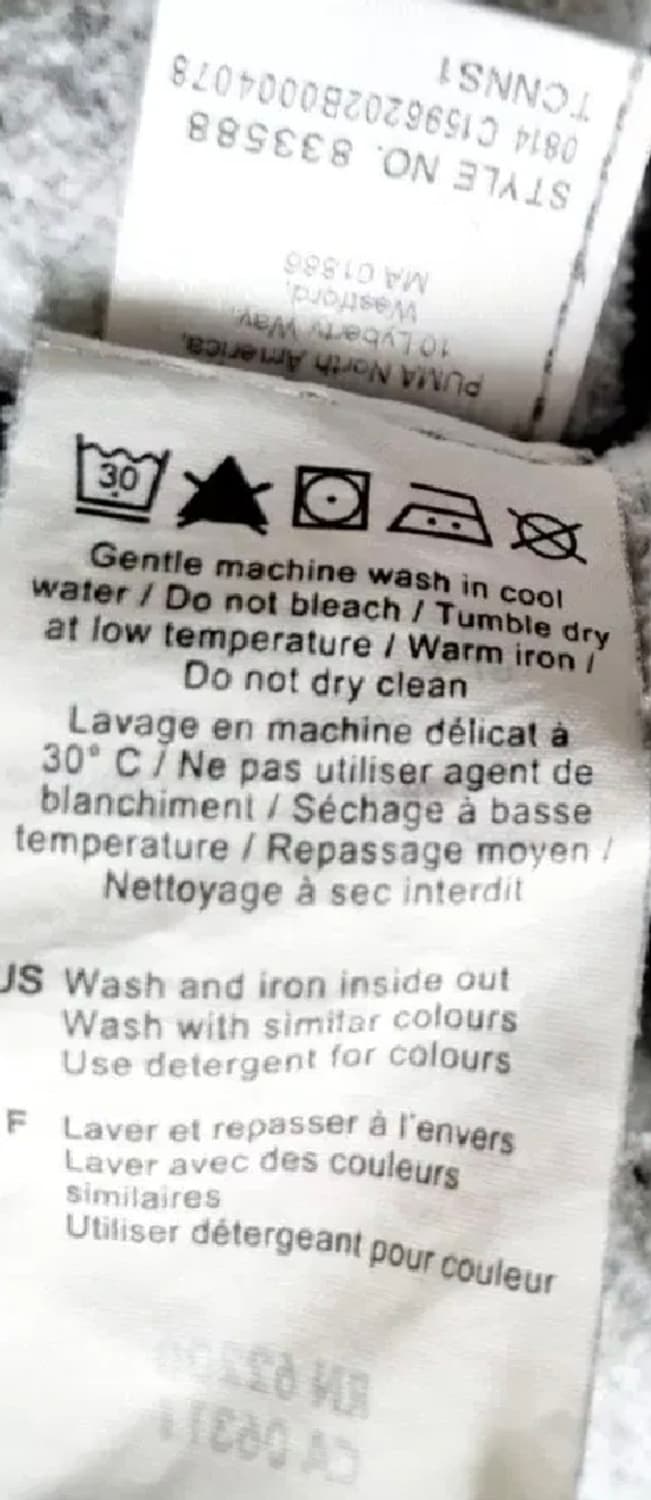 PUMA North America,
10 Lyberty Way,
Westford,
MA 01886
STYLE NO. 833588
0814 C1596202B0004078
TCNNS1
30
Gentle machine wash in cool
water / Do not bleach / Tumble dry
at low temperature / Warm iron /
Do not dry clean
Lavage en machine délicat à
30° C / Ne pas utiliser agent de
blanchiment / Séchage à basse
temperature / Repassage moyen /
Nettoyage à sec interdit
US Wash and iron inside out
Wash with similar colours
Use detergent for colours
F Laver et repasser à l'envers
Laver avec des couleurs
similaires
Utiliser détergeant pour couleur
RN
CA